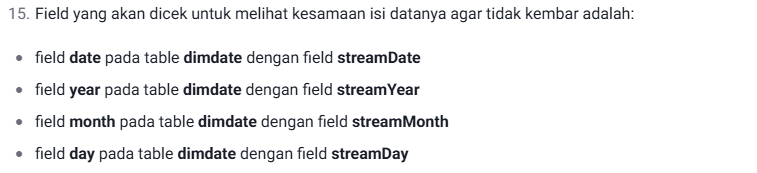 15. Field yang akan dicek untuk melihat kesamaan isi datanya agar tidak kembar adalah:
• field date pada table dimdate dengan field streamDate
• field year pada table dimdate dengan field streamYear
• field month pada table dimdate dengan field streamMonth
• field day pada table dimdate dengan field streamDay